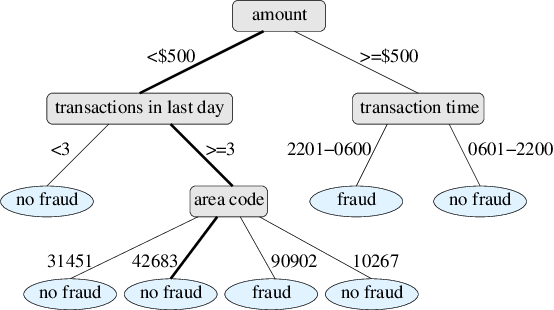 amount
<$500
>=$500
transactions in last day
transaction time
<3
>=3
2201–0600
0601–2200
no fraud
area code
fraud
no fraud
31451
42683
90902
10267
no fraud
no fraud
fraud
no fraud